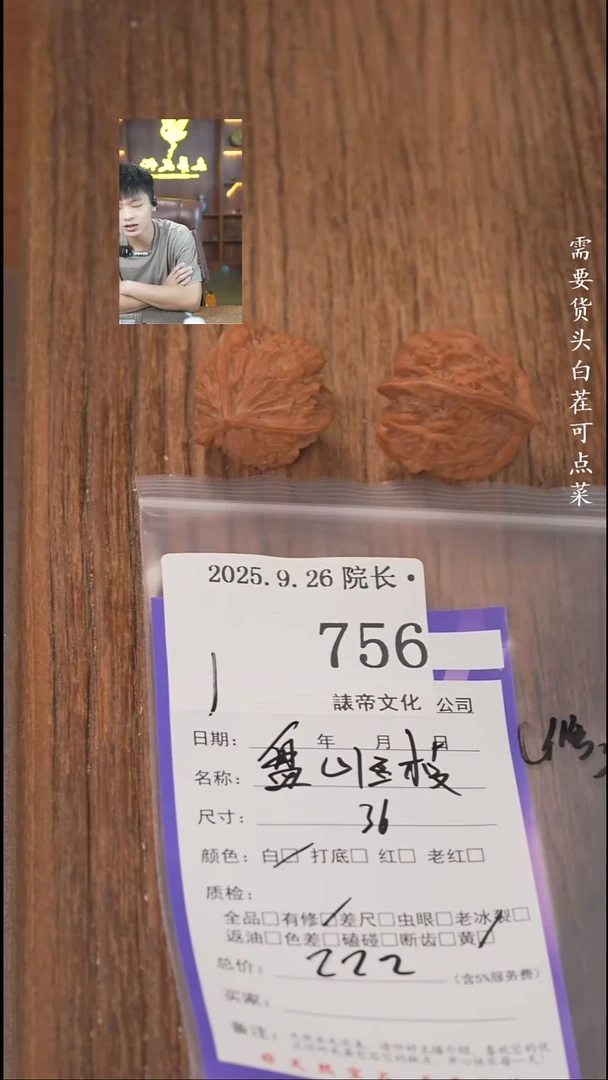 需要货头白茬可点菜
2025.9.26 院长·
756
諘帝文化 公司
日期： 年 月 日
名称： 盘山
尺寸： 36
颜色：白☑ 打底□ 红□ 老红□
质检：
全品□有修☑差尺□虫眼□老冰裂□
返油□色差□磕碰□断齿□黄☑
总价： 222 （含5%服务费）
买家：
备注：